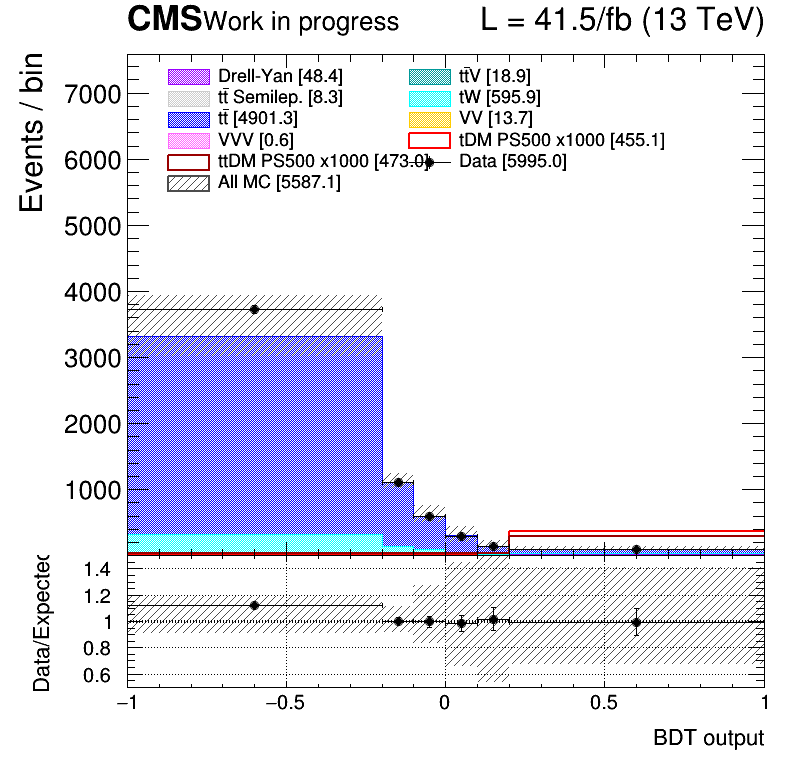 CMS Work in progress L = 41.5/fb (13 TeV)
Events / bin
7000
6000
5000
4000
3000
2000
1000
Drell-Yan [48.4]
tt̄V [18.9]
tt̄ Semilep. [8.3]
tW [595.9]
tt̄ [4901.3]
VV [13.7]
VVV [0.6]
tDM PS500 x1000 [455.1]
ttDM PS500 x1000 [473.0]
Data [5995.0]
All MC [5587.1]
Data/Expected
1.4
1.2
1
0.8
0.6
−1 −0.5 0 0.5 1
BDT output